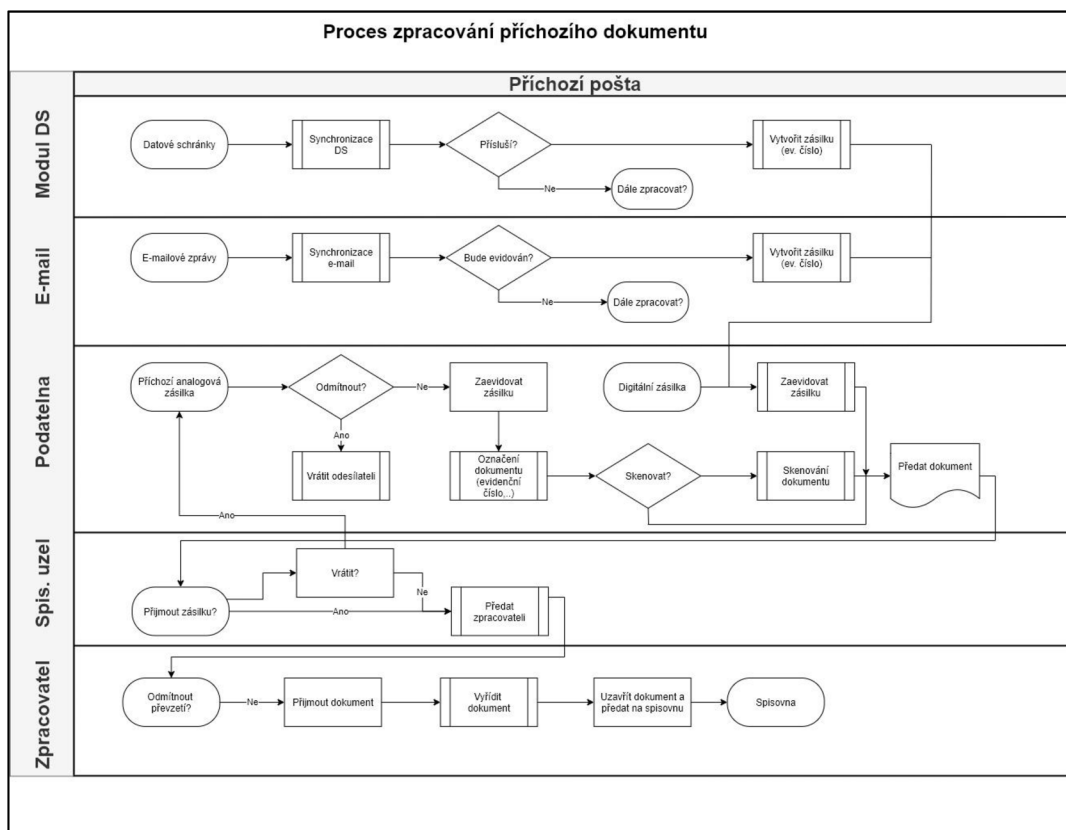 Proces zpracování příchozího dokumentu
Příchozí pošta
Modul DS
Datové schránky
Synchronizace
DS
Přísluší?
Vytvořit zásilku
(ev. číslo)
Ne
Dále zpracovat?
E-mail
E-mailové zprávy
Synchronizace
e-mail
Bude evidován?
Vytvořit zásilku
(ev. číslo)
Ne
Dále zpracovat?
Podatelna
Příchozí analogová
zásilka
Odmítnout?
Ne
Zaevidovat
zásilku
Digitální zásilka
Zaevidovat
zásilku
Ano
Vrátit odesílateli
Označení
dokumentu
(evidenční
číslo,..)
Skenovat?
Skenování
dokumentu
Předat dokument
Ano
Spis. uzel
Vrátit?
Ne
Přijmout zásilku?
Ano
Předat
zpracovateli
Zpracovatel
Odmítnout
převzetí?
Ne
Přijmout dokument
Vyřídit
dokument
Uzavřít dokument a
předat na spisovnu
Spisovna